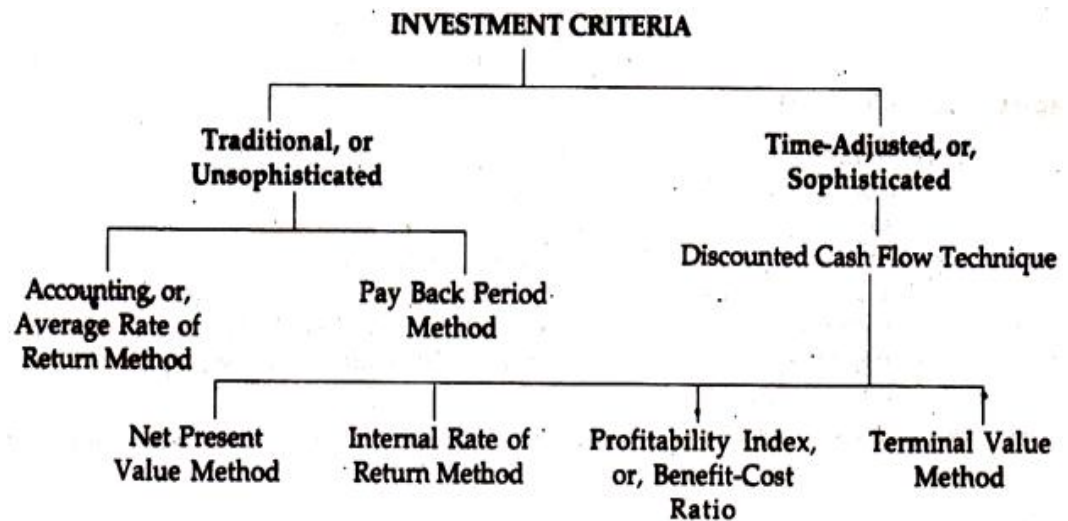 INVESTMENT CRITERIA
Traditional, or
Unsophisticated
Time-Adjusted, or,
Sophisticated
Discounted Cash Flow Technique
Accounting, or,
Average Rate of
Return Method
Pay Back Period
Method
Net Present
Value Method
Internal Rate of
Return Method
Profitability Index,
or, Benefit-Cost
Ratio
Terminal Value
Method